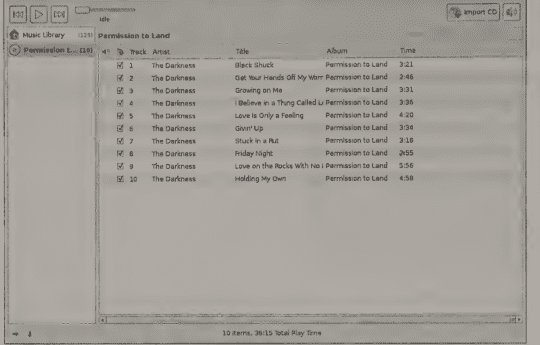 Idle
Import CD
Music Library (129)
Permission t... (10)
Permission to Land
Track Artist Title Album Time
1 The Darkness Black Shuck Permission to Land 3:21
2 The Darkness Get Your Hands Off My Wom Permission to Land 2:46
3 The Darkness Growing on Me Permission to Land 3:31
4 The Darkness I Believe in a Thing Called L Permission to Land 3:36
5 The Darkness Love is Only a Feeling Permission to Land 4:20
6 The Darkness Givin' Up Permission to Land 3:34
7 The Darkness Stuck in a Rut Permission to Land 3:18
8 The Darkness Friday Night Permission to Land 2:55
9 The Darkness Love on the Rocks With No I Permission to Land 5:56
10 The Darkness Holding My Own Permission to Land 4:58
10 items, 38:15 Total Play Time